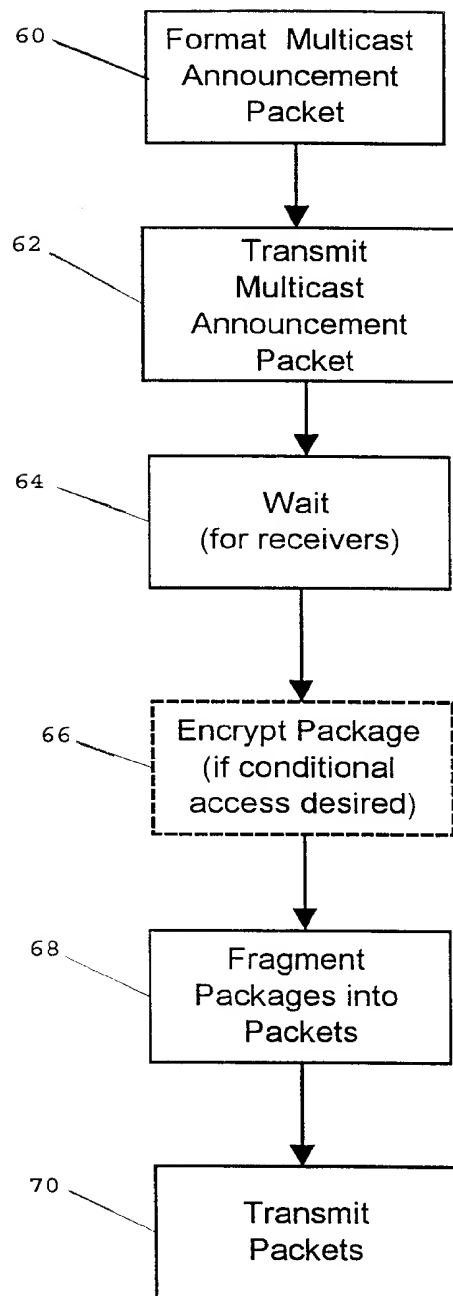 60
Format Multicast
Announcement
Packet
62
Transmit
Multicast
Announcement
Packet
64
Wait
(for receivers)
66
Encrypt Package
(if conditional
access desired)
68
Fragment
Packages into
Packets
70
Transmit
Packets